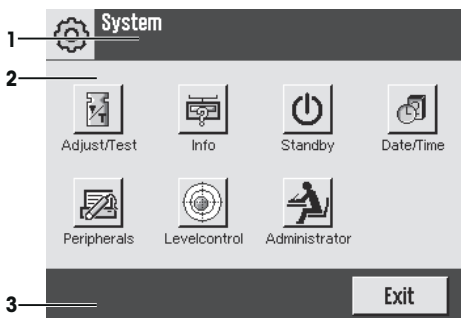 System
1
2
Adjust/Test Info Standby Date/Time
Peripherals Levelcontrol Administrator
3
Exit